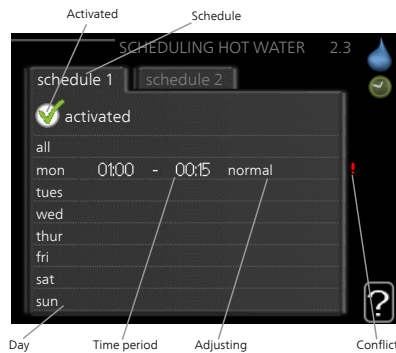 Activated
Schedule
SCHEDULING HOT WATER 2.3
schedule 1 schedule 2
activated
all
mon 01:00 - 00:15 normal !
tues
wed
thur
fri
sat
sun
?
Day Time period Adjusting Conflict